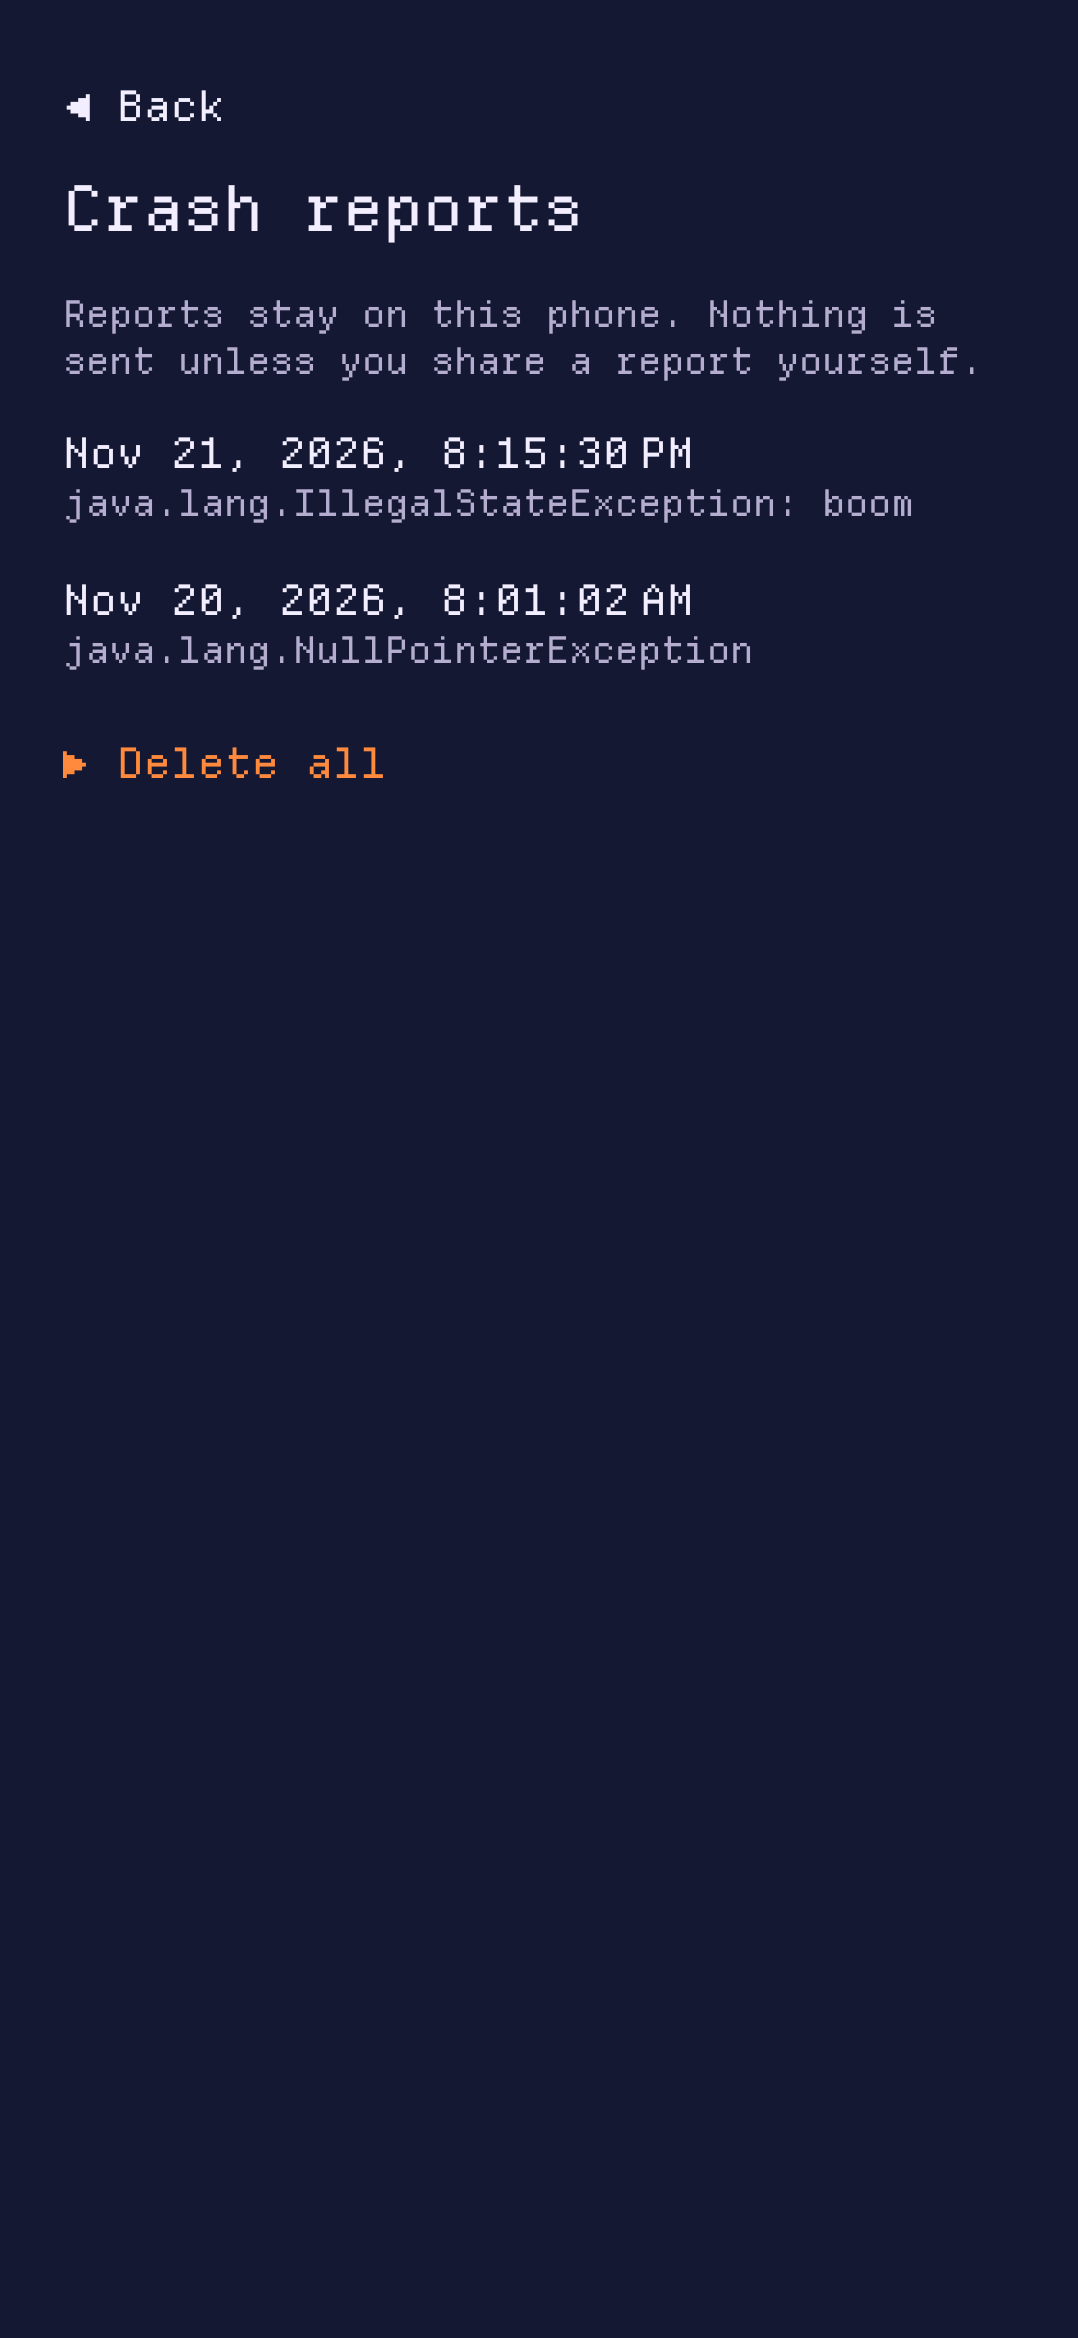 ◀ Back
Crash reports
Reports stay on this phone. Nothing is
sent unless you share a report yourself.
Nov 21, 2026, 8:15:30 PM
java.lang.IllegalStateException: boom
Nov 20, 2026, 8:01:02 AM
java.lang.NullPointerException
▶ Delete all